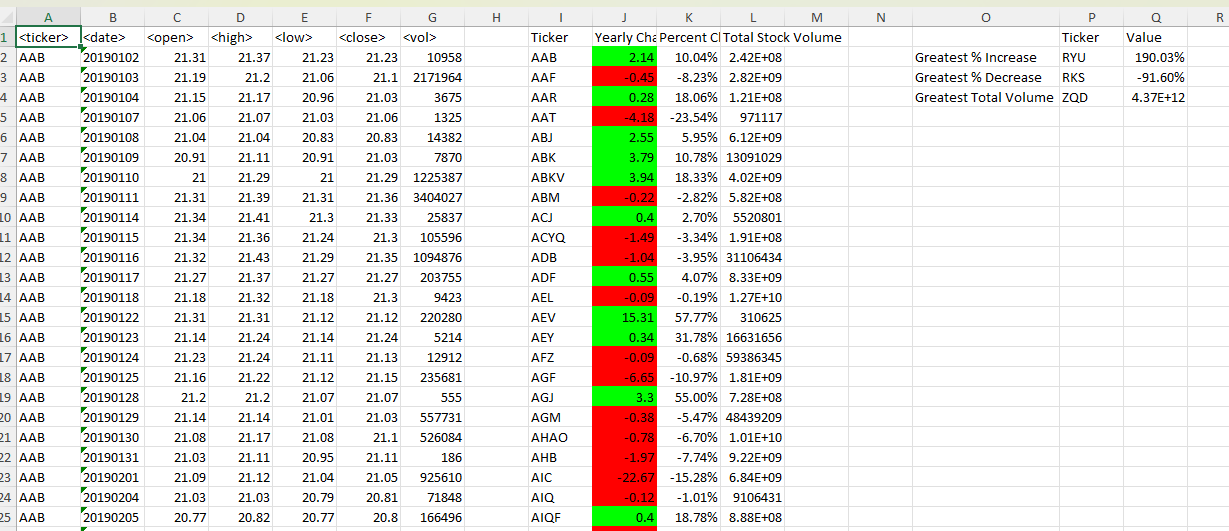 A B C D E F G H I J K L M N O P Q R
1 <ticker> <date> <open> <high> <low> <close> <vol> Ticker Yearly Cha Percent Cl Total Stock Volume Ticker Value
2 AAB 20190102 21.31 21.37 21.23 21.23 10958 AAB 2.14 10.04% 2.42E+08 Greatest % Increase RYU 190.03%
3 AAB 20190103 21.19 21.2 21.06 21.1 2171964 AAF -0.45 -8.23% 2.82E+09 Greatest % Decrease RKS -91.60%
4 AAB 20190104 21.15 21.17 20.96 21.03 3675 AAR 0.28 18.06% 1.21E+08 Greatest Total Volume ZQD 4.37E+12
5 AAB 20190107 21.06 21.07 21.03 21.06 1325 AAT -4.18 -23.54% 971117
6 AAB 20190108 21.04 21.04 20.83 20.83 14382 ABJ 2.55 5.95% 6.12E+09
7 AAB 20190109 20.91 21.11 20.91 21.03 7870 ABK 3.79 10.78% 13091029
8 AAB 20190110 21 21.29 21 21.29 1225387 ABKV 3.94 18.33% 4.02E+09
9 AAB 20190111 21.31 21.39 21.31 21.36 3404027 ABM -0.22 -2.82% 5.82E+08
10 AAB 20190114 21.34 21.41 21.3 21.33 25837 ACJ 0.4 2.70% 5520801
11 AAB 20190115 21.34 21.36 21.24 21.3 105596 ACYQ -1.49 -3.34% 1.91E+08
12 AAB 20190116 21.32 21.43 21.29 21.35 1094876 ADB -1.04 -3.95% 31106434
13 AAB 20190117 21.27 21.37 21.27 21.27 203755 ADF 0.55 4.07% 8.33E+09
14 AAB 20190118 21.18 21.32 21.18 21.3 9423 AEL -0.09 -0.19% 1.27E+10
15 AAB 20190122 21.31 21.31 21.12 21.12 220280 AEV 15.31 57.77% 310625
16 AAB 20190123 21.14 21.24 21.14 21.24 5214 AEY 0.34 31.78% 16631656
17 AAB 20190124 21.23 21.24 21.11 21.13 12912 AFZ -0.09 -0.68% 59386345
18 AAB 20190125 21.16 21.22 21.12 21.15 235681 AGF -6.65 -10.97% 1.81E+09
19 AAB 20190128 21.2 21.2 21.07 21.07 555 AGJ 3.3 55.00% 7.28E+08
20 AAB 20190129 21.14 21.14 21.01 21.03 557731 AGM -0.38 -5.47% 48439209
21 AAB 20190130 21.08 21.17 21.08 21.1 526084 AHAO -0.78 -6.70% 1.01E+10
22 AAB 20190131 21.03 21.11 20.95 21.11 186 AHB -1.97 -7.74% 9.22E+09
23 AAB 20190201 21.09 21.12 21.04 21.05 925610 AIC -22.67 -15.28% 6.84E+09
24 AAB 20190204 21.03 21.03 20.79 20.81 71848 AIQ -0.12 -1.01% 9106431
25 AAB 20190205 20.77 20.82 20.77 20.8 166496 AIQF 0.4 18.78% 8.88E+08